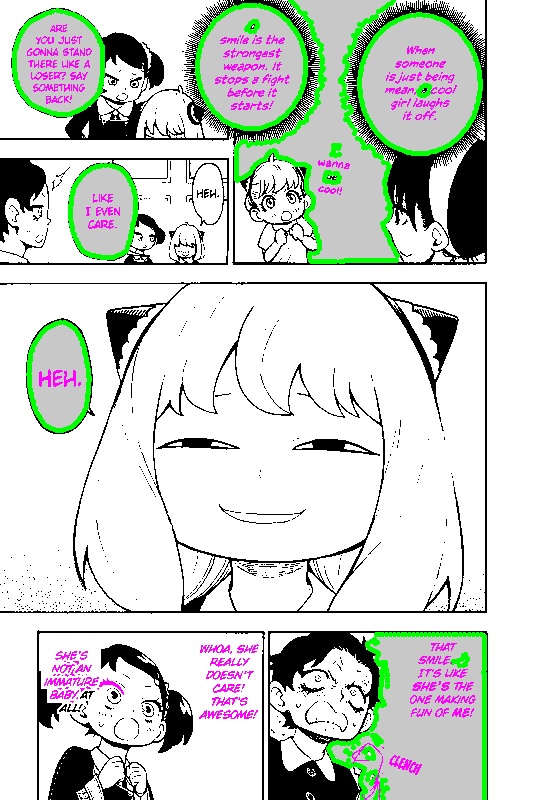 When
someone
is just being
mean, a cool
girl laughs
it off.
A
smile is the
strongest
weapon. It
stops a fight
before it
starts!
I
wanna
be
cool!
ARE
YOU JUST
GONNA STAND
THERE LIKE A
LOSER? SAY
SOMETHING
BACK!
HEH.
LIKE
I EVEN
CARE.
HEH.
THAT
SMILE...
IT'S LIKE
SHE'S THE
ONE MAKING
FUN OF ME!
CLENCH
WHOA, SHE
REALLY
DOESN'T
CARE!
THAT'S
AWESOME!
SHE'S
NOT AN
IMMATURE
BABY AT
ALL!